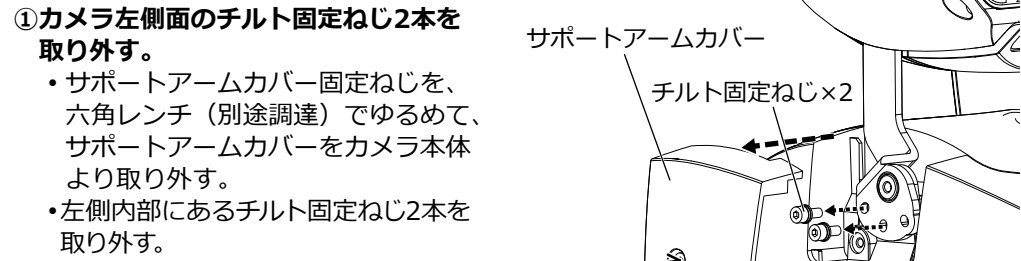 ①カメラ左側面のチルト固定ねじ2本を
取り外す。
• サポートアームカバー固定ねじを、
六角レンチ（別途調達）でゆるめて、
サポートアームカバーをカメラ本体
より取り外す。
•左側内部にあるチルト固定ねじ2本を
取り外す。
サポートアームカバー
チルト固定ねじ×2